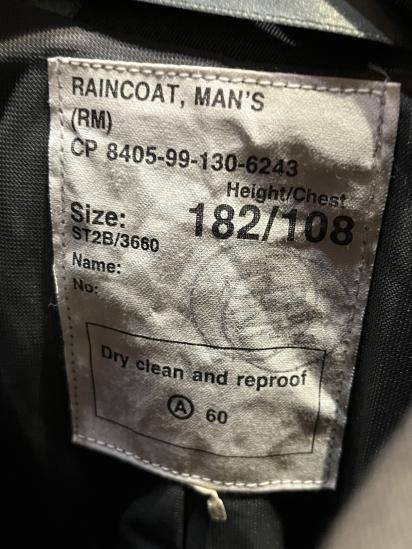 RAINCOAT, MAN'S
(RM)
CP 8405-99-130-6243
Height/Chest
Size: 182/108
ST2B/3660
Name:
No:
Dry clean and reproof
A 60